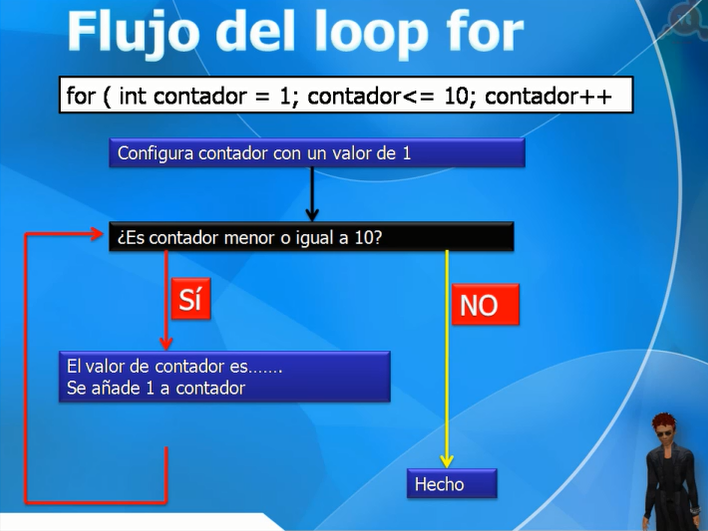 Flujo del loop for
for ( int contador = 1; contador<= 10; contador++
Configura contador con un valor de 1
¿Es contador menor o igual a 10?
SÍ
NO
El valor de contador es…….
Se añade 1 a contador
Hecho